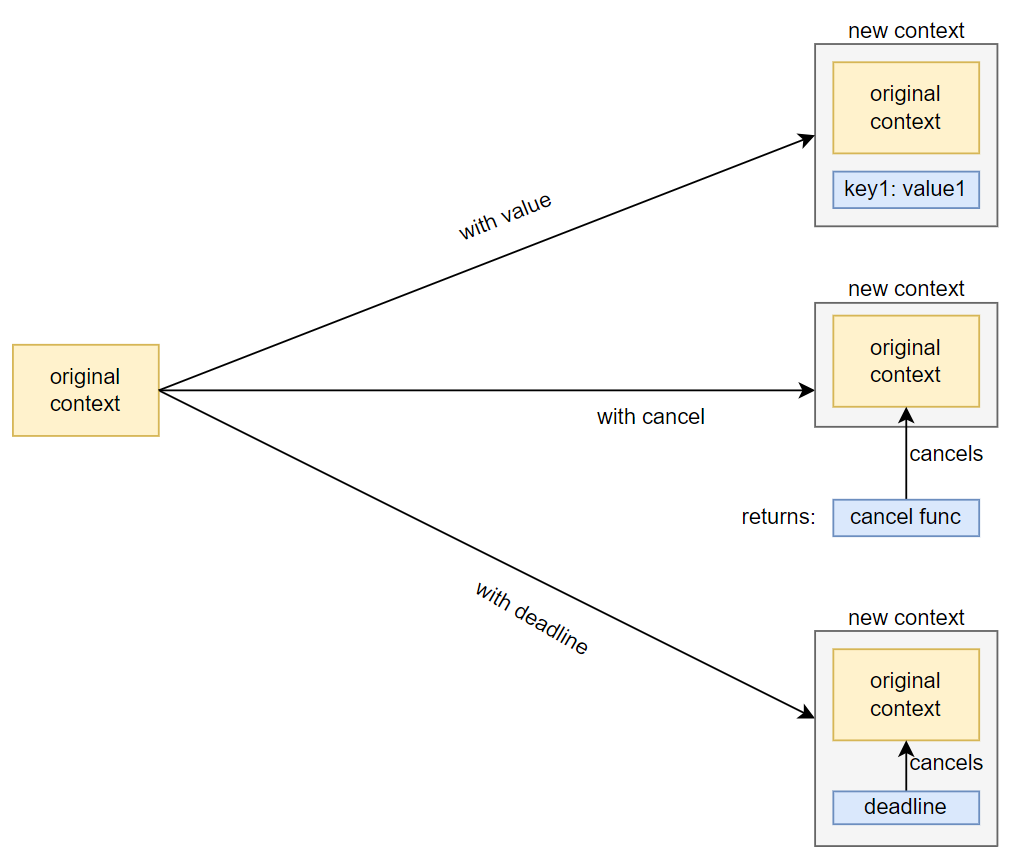 new context
original
context
key1: value1
with value
new context
original
context
original
context
with cancel
cancels
returns:
cancel func
with deadline
new context
original
context
cancels
deadline